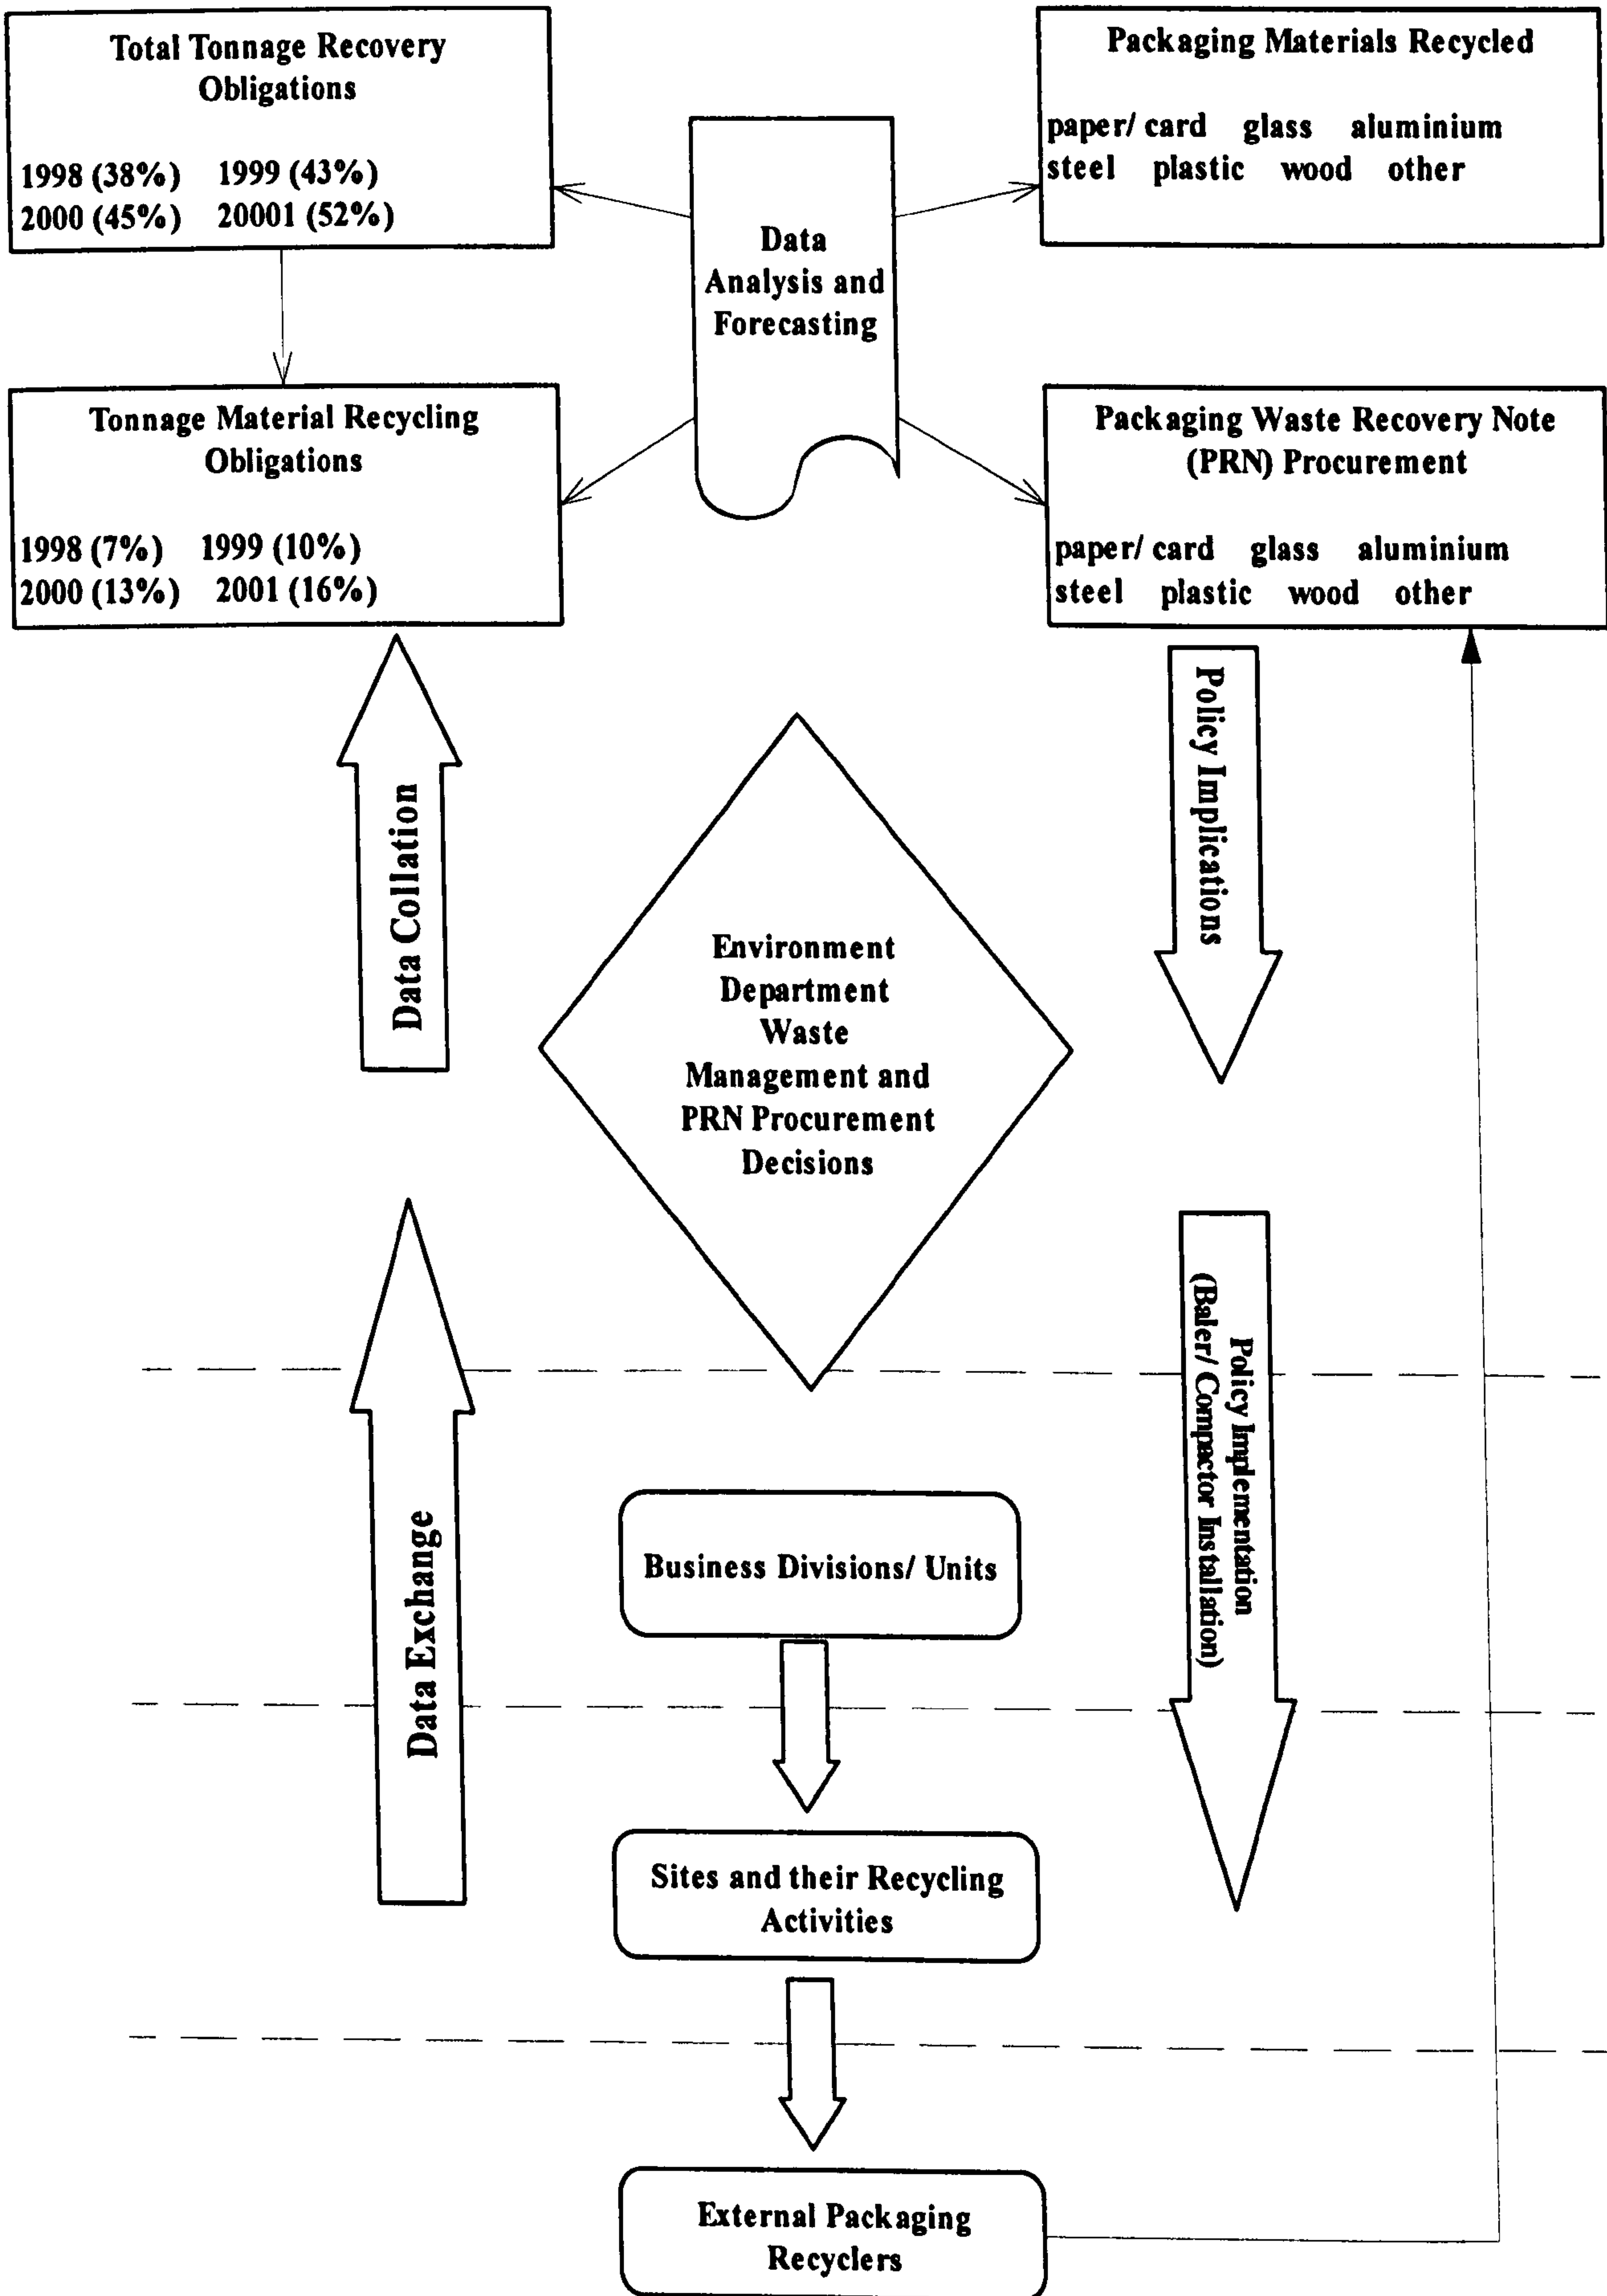 Total Tonnage Recovery
Obligations
1998 (38%) 1999 (43%)
2000 (45%) 20001 (52%)
Packaging Materials Recycled
paper/ card glass aluminium
steel plastic wood other
Data
Analysis and
Forecasting
Tonnage Material Recycling
Obligations
1998 (7%) 1999 (10%)
2000 (13%) 2001 (16%)
Packaging Waste Recovery Note
(PRN) Procurement
paper/ card glass aluminium
steel plastic wood other
Data Collation
Policy Implications
Environment
Department
Waste
Management and
PRN Procurement
Decisions
Data Exchange
Policy Implementation
(Baler/ Compactor Installation)
Business Divisions/ Units
Sites and their Recycling
Activities
External Packaging
Recyclers